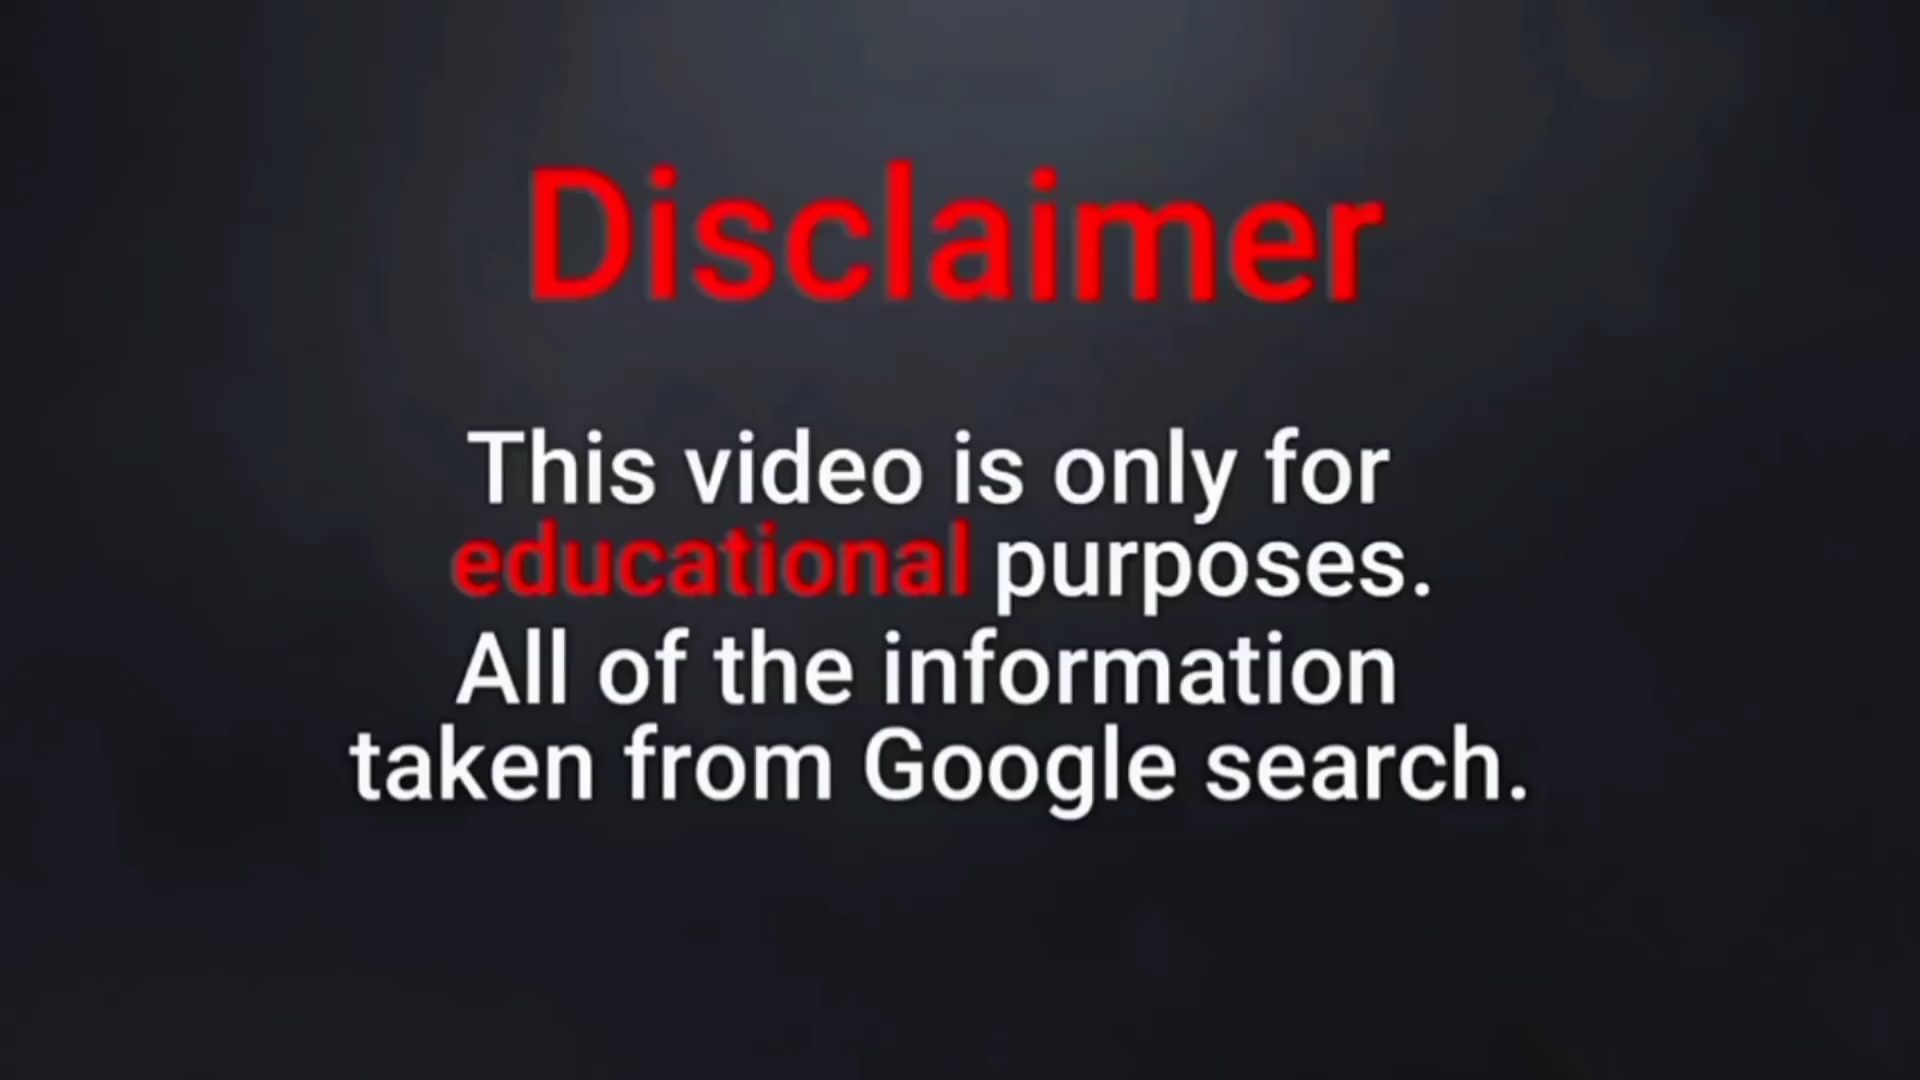 Disclaimer
This video is only for
educational purposes.
All of the information
taken from Google search.